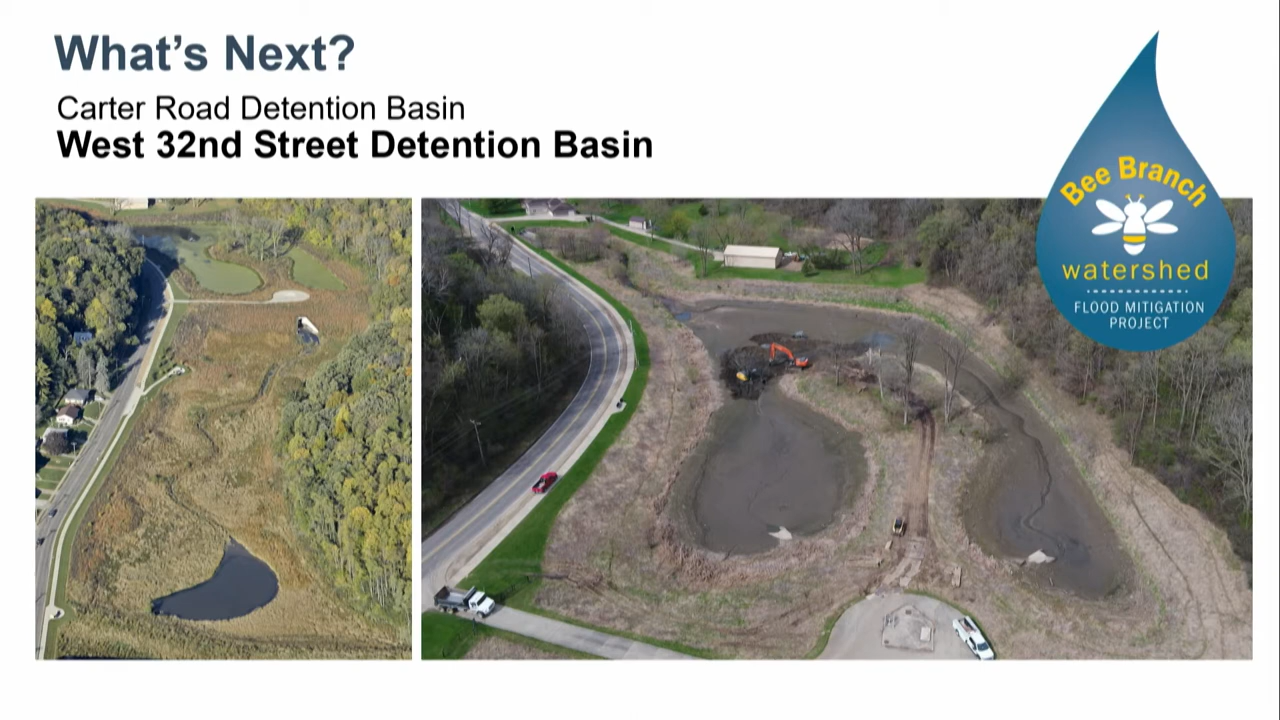 What's Next?
Carter Road Detention Basin
West 32nd Street Detention Basin
Bee Branch
watershed
FLOOD MITIGATION
PROJECT